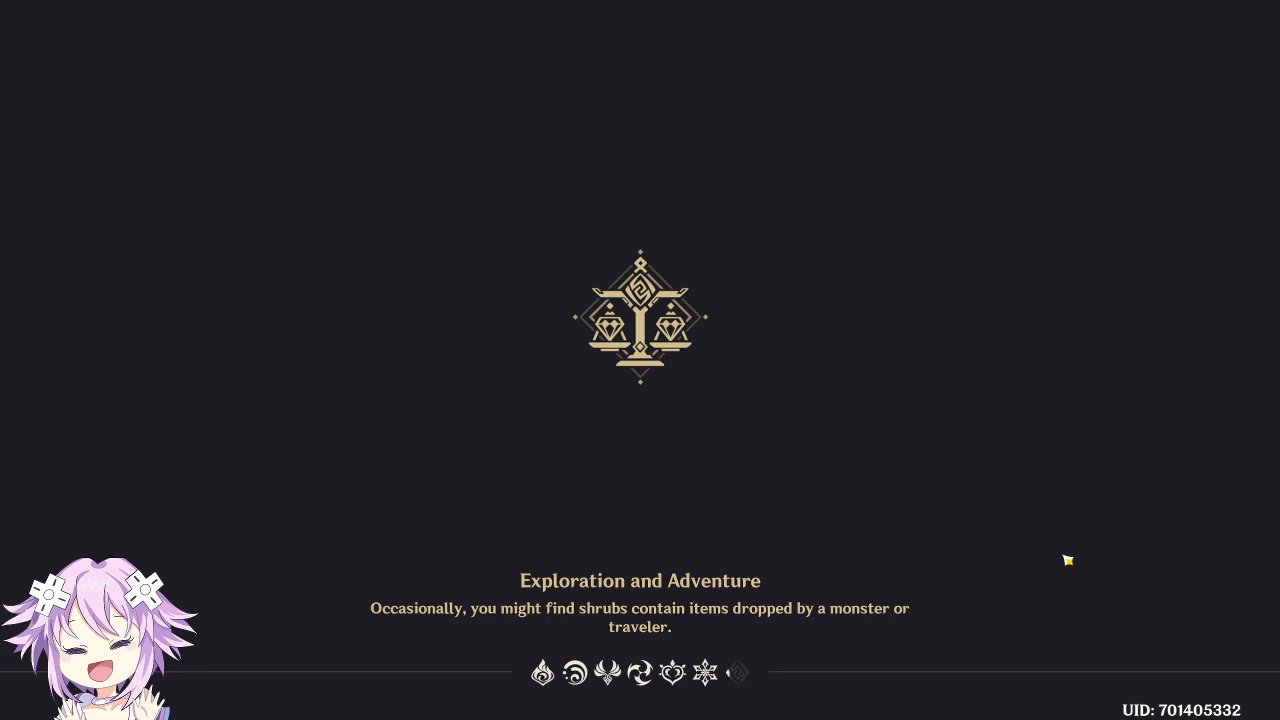 Exploration and Adventure
Occasionally, you might find shrubs contain items dropped by a monster or
traveler.
UID: 701405332